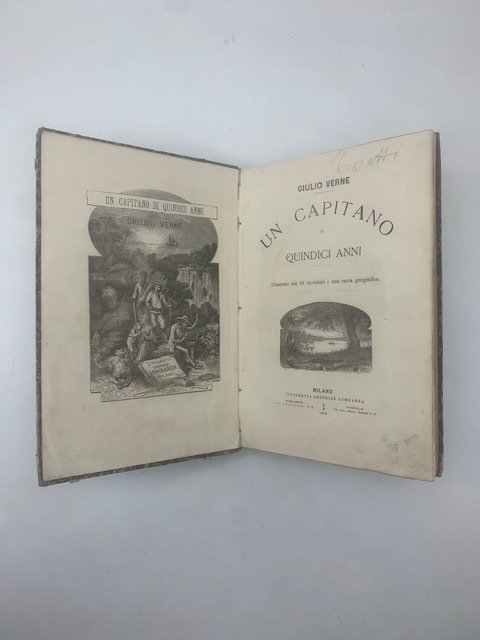 UN CAPITANO DI QUINDICI ANNI
GIULIO VERNE
LOMBARDA
GIULIO VERNE
UN CAPITANO
DI
QUINDICI ANNI
Illustrato con 91 incisioni e una carta geografica.
MILANO
TIPOGRAFIA EDITRICE LOMBARDA